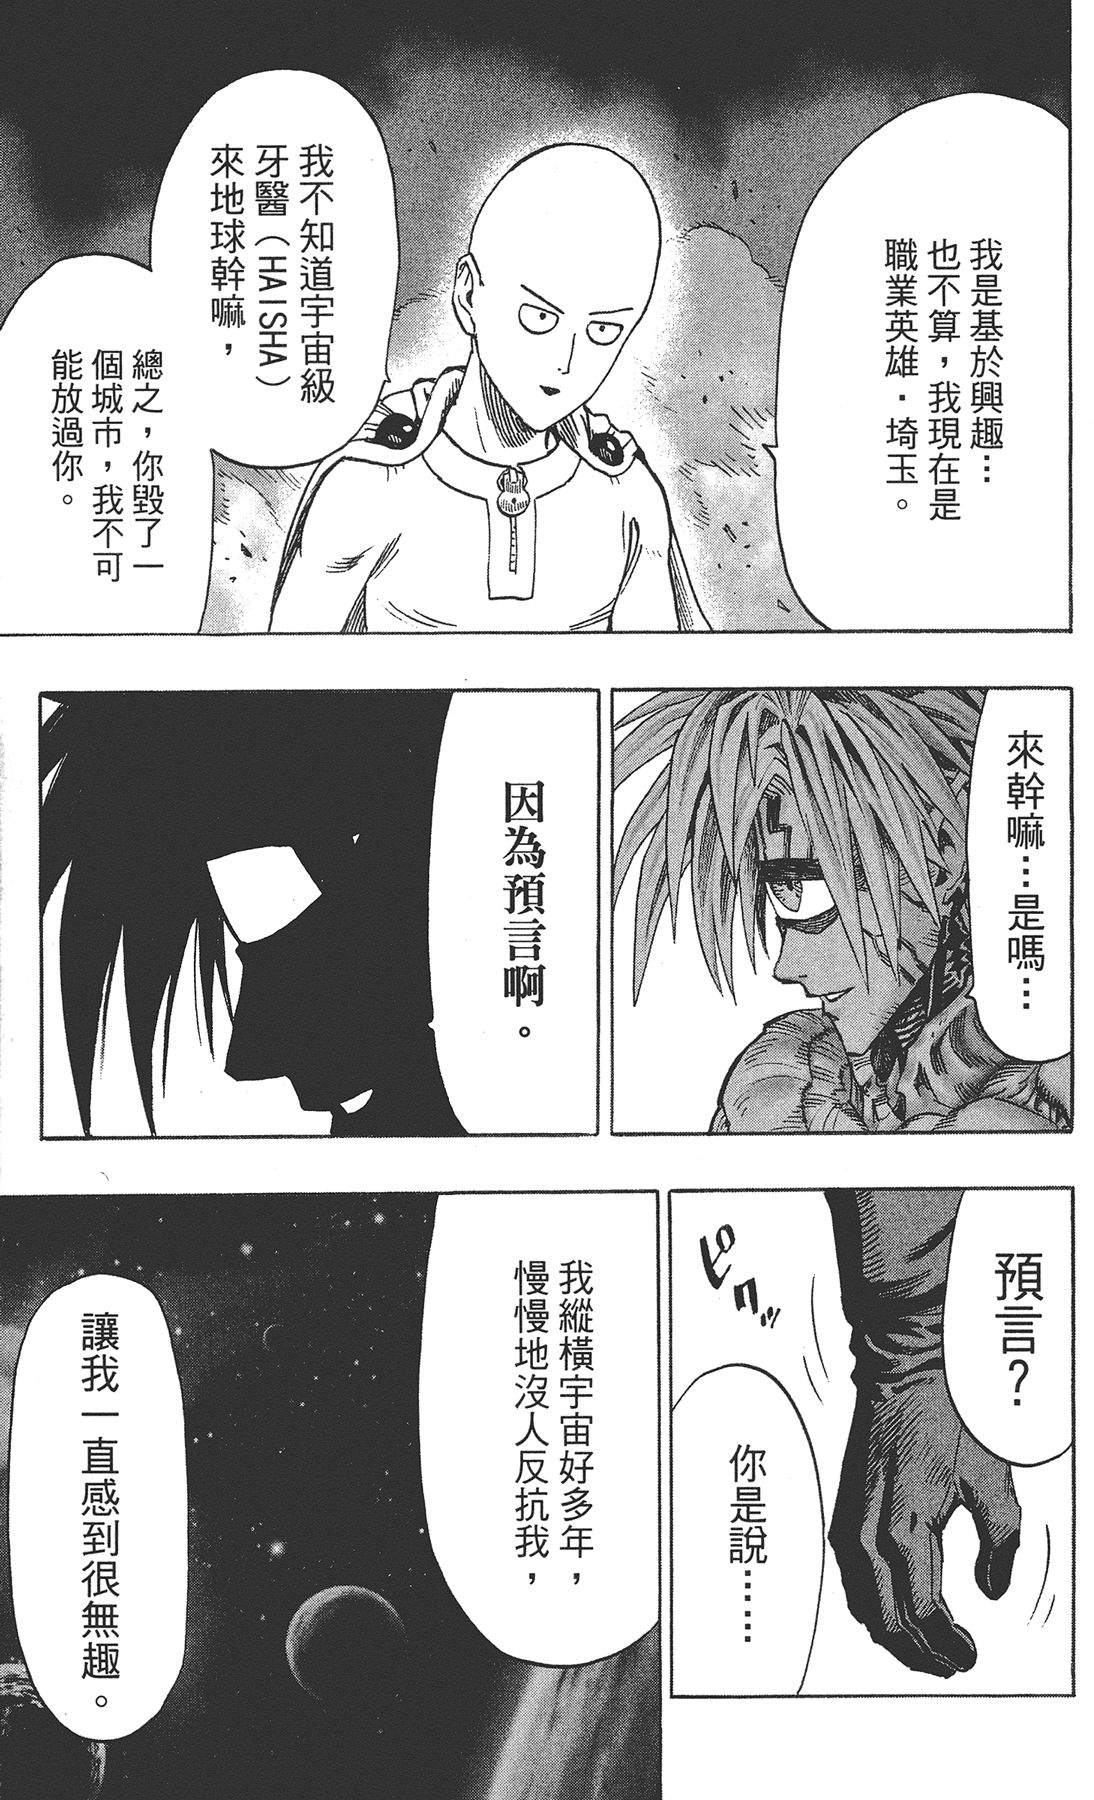 我是基於興趣…
也不算，我現在是
職業英雄．埼玉。
我不知道宇宙級
牙醫（HAISHA）
來地球幹嘛，
總之，你毀了一
個城市，我不可
能放過你。
來幹嘛…是嗎…
因為預言啊。
預言？
ピクッ
你是說……
我縱橫宇宙好多年，
慢慢地沒人反抗我，
讓我一直感到很無趣。